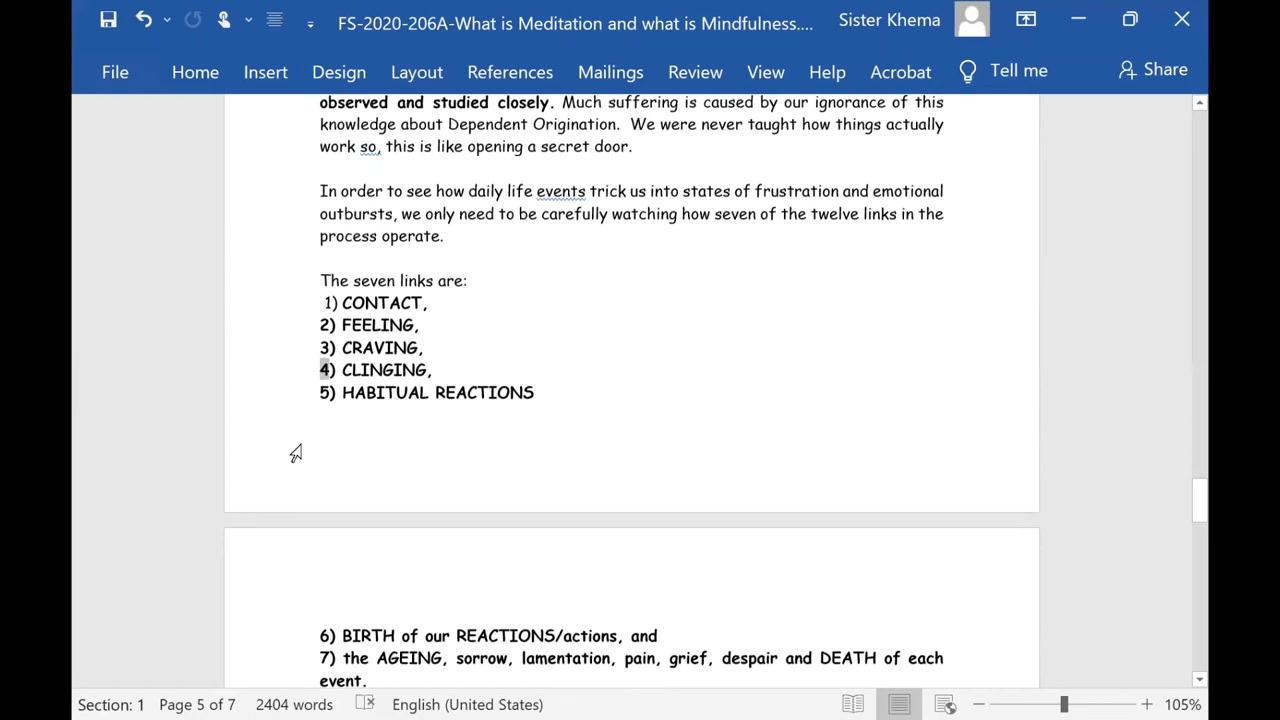 FS-2020-206A-What is Meditation and what is Mindfulness....
Sister Khema
File Home Insert Design Layout References Mailings Review View Help Acrobat Tell me Share
observed and studied closely. Much suffering is caused by our ignorance of this
knowledge about Dependent Origination. We were never taught how things actually
work so, this is like opening a secret door.
In order to see how daily life events trick us into states of frustration and emotional
outbursts, we only need to be carefully watching how seven of the twelve links in the
process operate.
The seven links are:
1) CONTACT,
2) FEELING,
3) CRAVING,
4) CLINGING,
5) HABITUAL REACTIONS
6) BIRTH of our REACTIONS/actions, and
7) the AGEING, sorrow, lamentation, pain, grief, despair and DEATH of each
event.
Section: 1 Page 5 of 7 2404 words English (United States) 105%